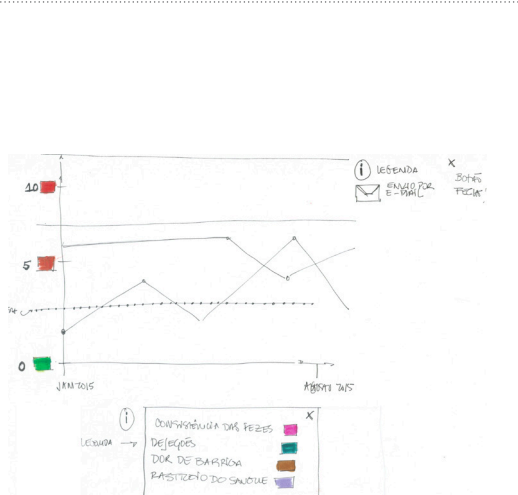 ⓘ LEGENDA
ENVIO POR
E-MAIL
X
BOTÃO
FECHAR
10
5
0
JAN 2015
AGOSTO 2015
ⓘ
LEGENDA →
X
CONSISTÊNCIA DAS FEZES
DEJEÇÕES
DOR DE BARRIGA
RASTREIO DO SANGUE